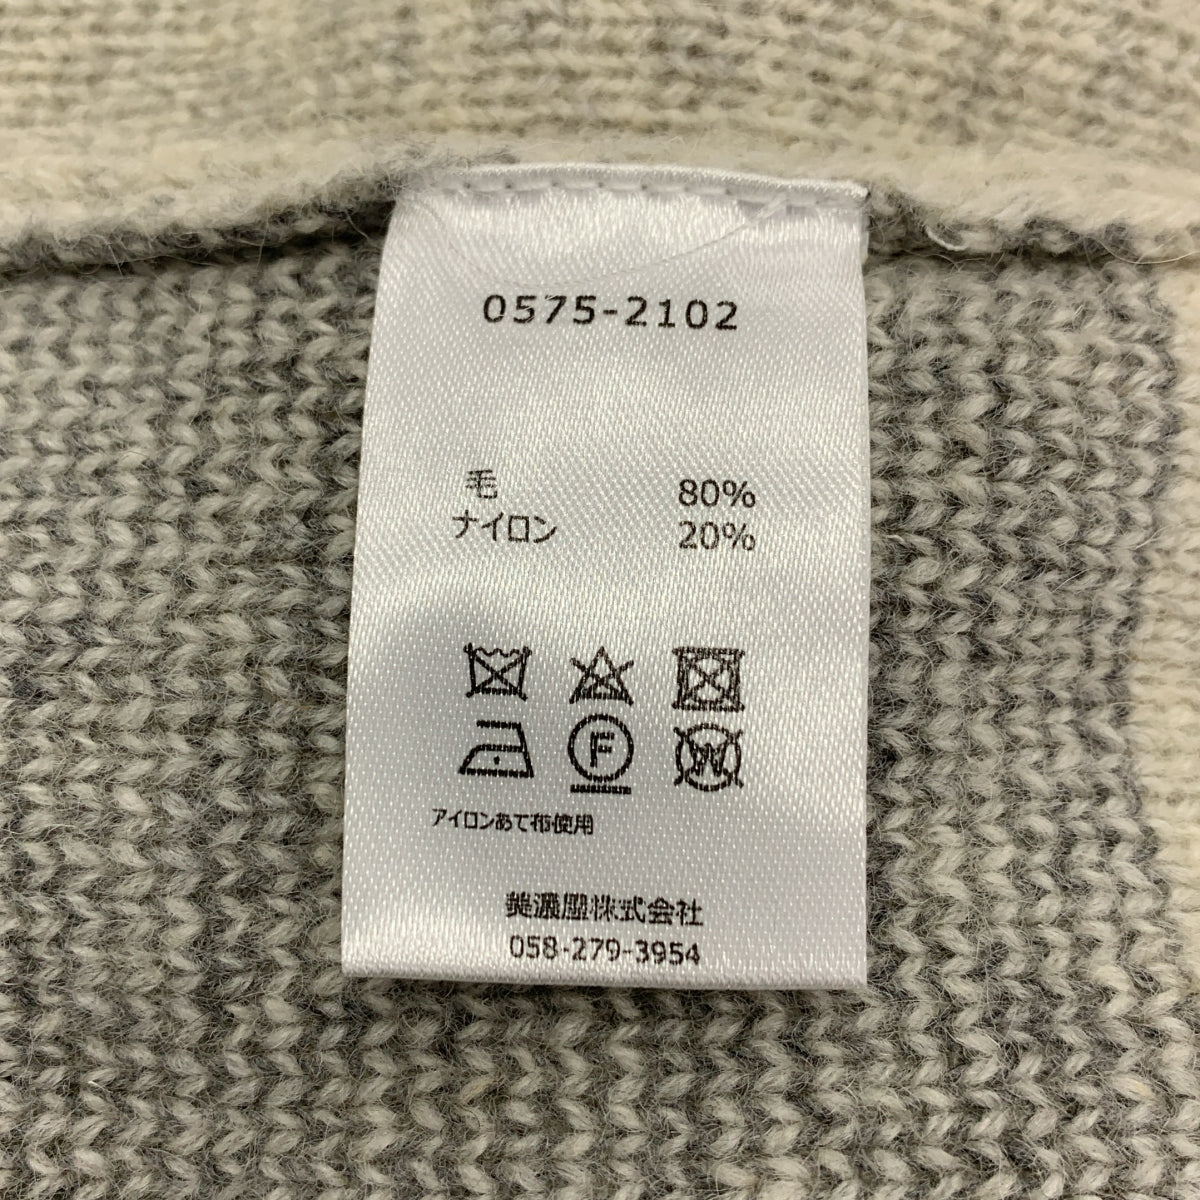 0575-2102
毛 80%
ナイロン 20%
F
W
アイロンあて布使用
美濃屋株式会社
058-279-3954